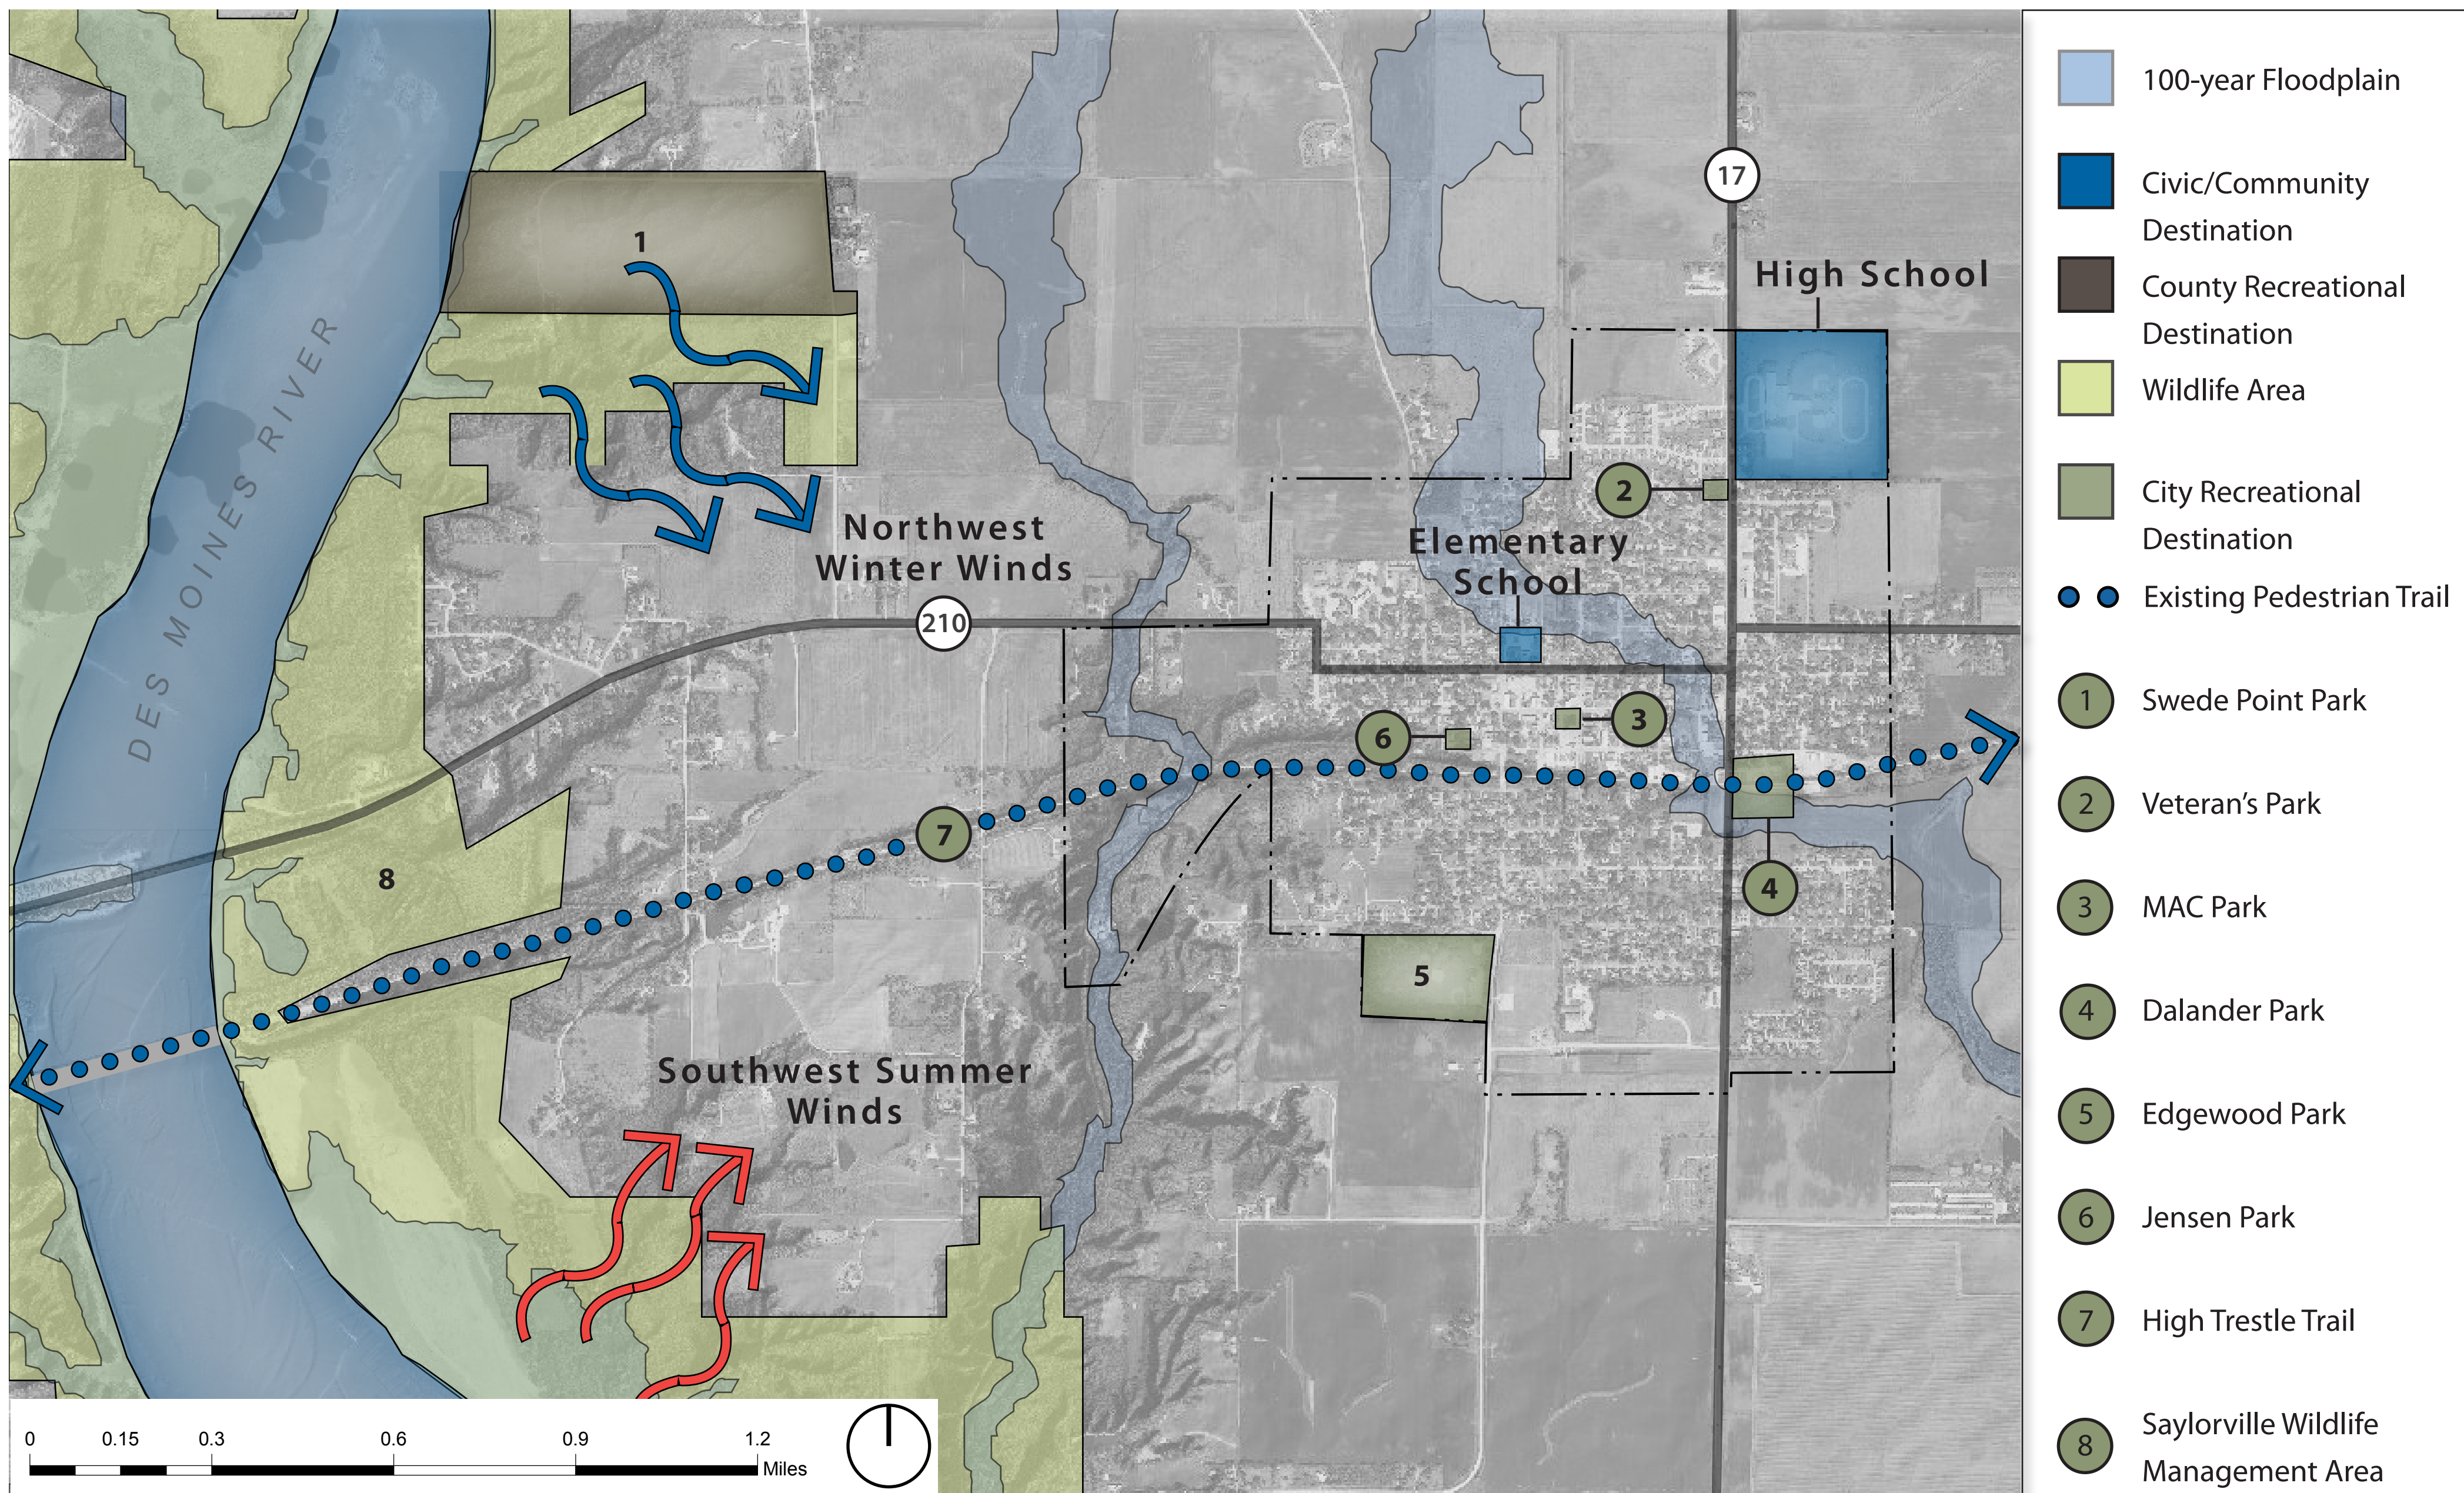 1
17
High School
DES MOINES RIVER
2
Northwest
Winter Winds
Elementary
School
210
3
6
7
8
4
5
Southwest Summer
Winds
0 0.15 0.3 0.6 0.9 1.2
Miles
100-year Floodplain
Civic/Community
Destination
County Recreational
Destination
Wildlife Area
City Recreational
Destination
Existing Pedestrian Trail
1 Swede Point Park
2 Veteran’s Park
3 MAC Park
4 Dalander Park
5 Edgewood Park
6 Jensen Park
7 High Trestle Trail
8 Saylorville Wildlife
Management Area